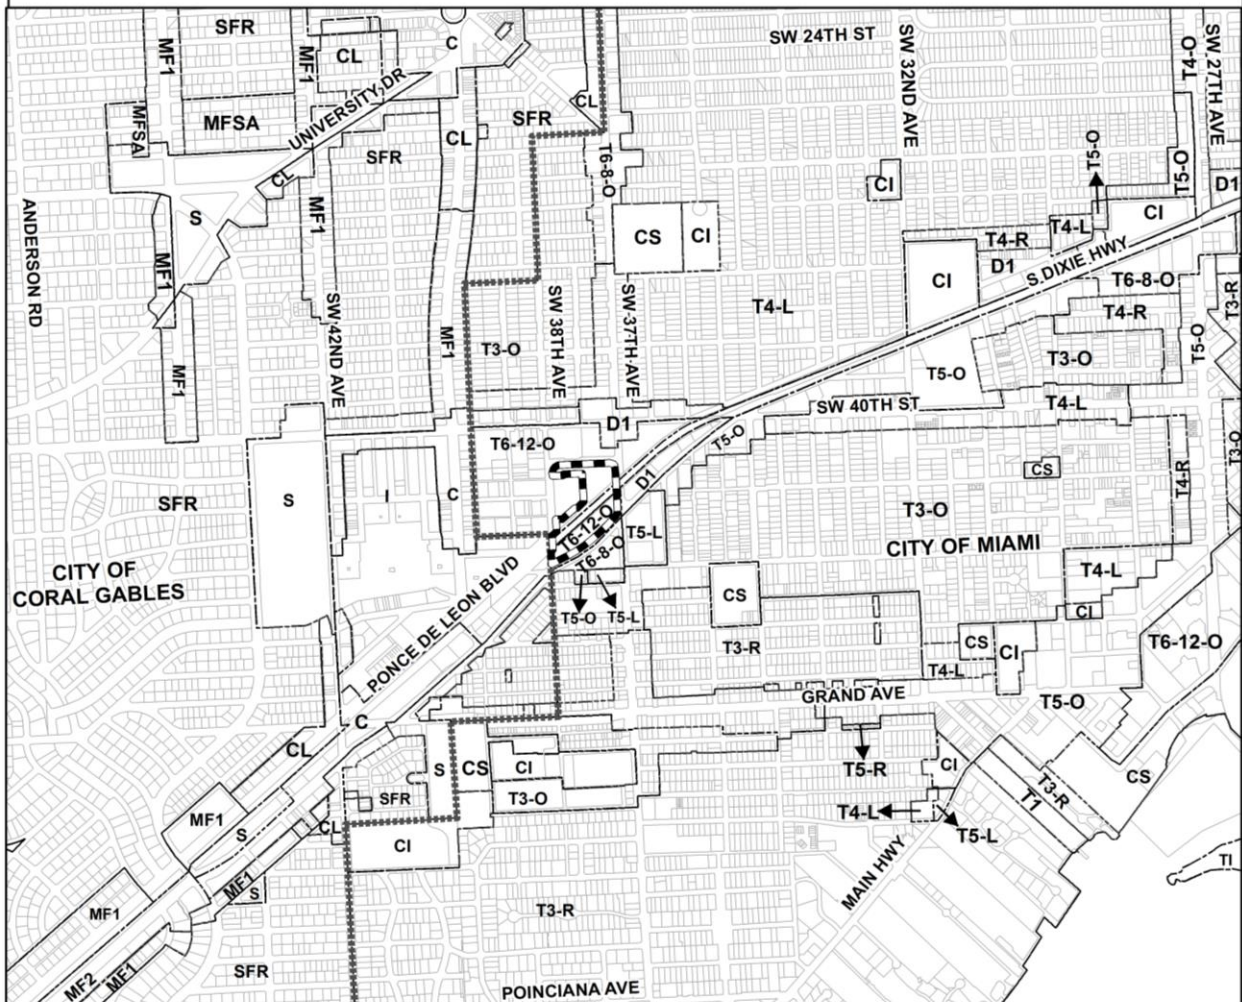 SFR
MF1
MF1
CL
C
SW 24TH ST
SW 32ND AVE
T4-O
SW 27TH AVE
MFSA
MFSA
UNIVERSITY DR
SFR
CL
SFR
CL
CL
T6-8-O
T5-O
T5-O
D1
CI
CI
ANDERSON RD
S
MF1
MF1
SW 42ND AVE
MF1
CS
CI
T4-R
T4-L
D1
S DIXIE HWY
CI
T6-8-O
T3-R
T4-R
T4-L
SW 38TH AVE
SW 37TH AVE
T3-O
MF1
T5-O
T3-O
T5-O
SW 40TH ST
T4-L
D1
T6-12-O
T5-O
T3-O
SFR
S
I
C
D1
CS
T4-R
T3-O
T6-12-O
T5-L
T6-8-O
CITY OF MIAMI
CITY OF
CORAL GABLES
PONCE DE LEON BLVD
T5-O
T5-L
CS
T4-L
CI
T3-R
CS
CI
T4-L
T6-12-O
GRAND AVE
T5-O
C
CL
S
CS
CI
T3-O
SFR
T5-R
CI
T3-R
T1
CS
MF1
S
CL
CI
T4-L
T5-L
MAIN HWY
TI
MF1
S
MF1
T3-R
SFR
MF2
MF1
POINCIANA AVE